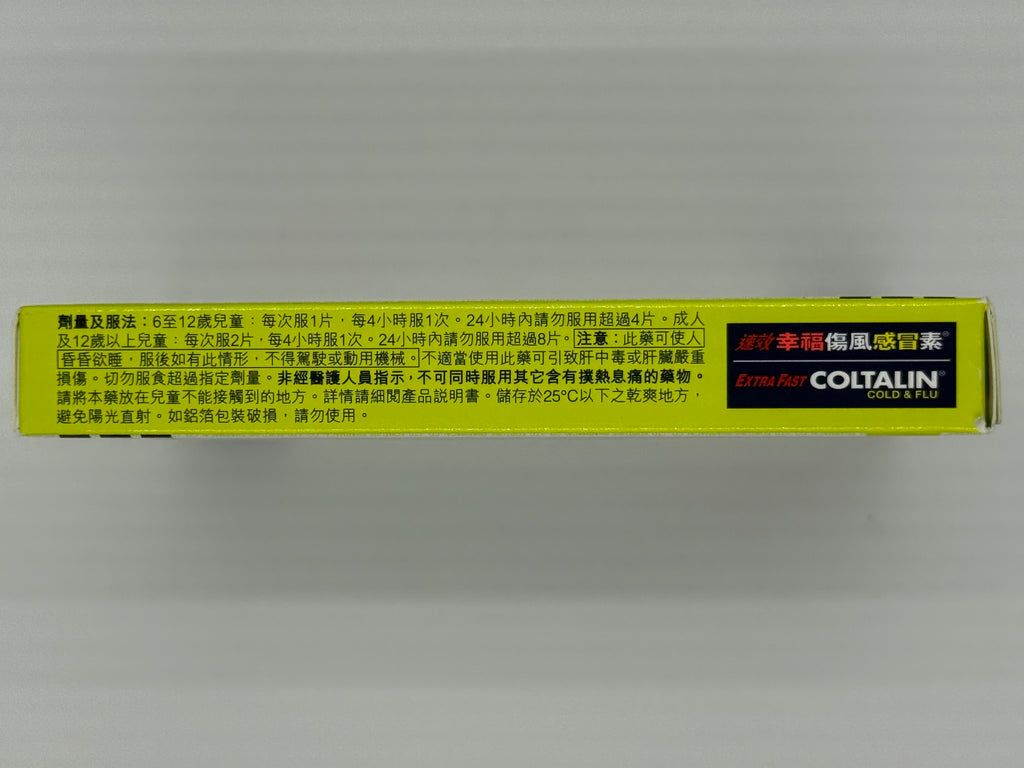 劑量及服法：6至12歲兒童：每次服1片，每4小時服1次。24小時內請勿服用超過4片。成人
及12歲以上兒童：每次服2片，每4小時服1次。24小時內請勿服用超過8片。注意：此藥可使人
昏昏欲睡，服後如有此情形，不得駕駛或動用機械。不適當使用此藥可引致肝中毒或肝臟嚴重
損傷。切勿服食超過指定劑量。非經醫護人員指示，不可同時服用其它含有撲熱息痛的藥物。
請將本藥放在兒童不能接觸到的地方。詳情請細閱產品說明書。儲存於25°C以下之乾爽地方，
避免陽光直射。如鋁箔包裝破損，請勿使用。
速效 幸福傷風感冒素®
EXTRA FAST COLTALIN®
COLD & FLU